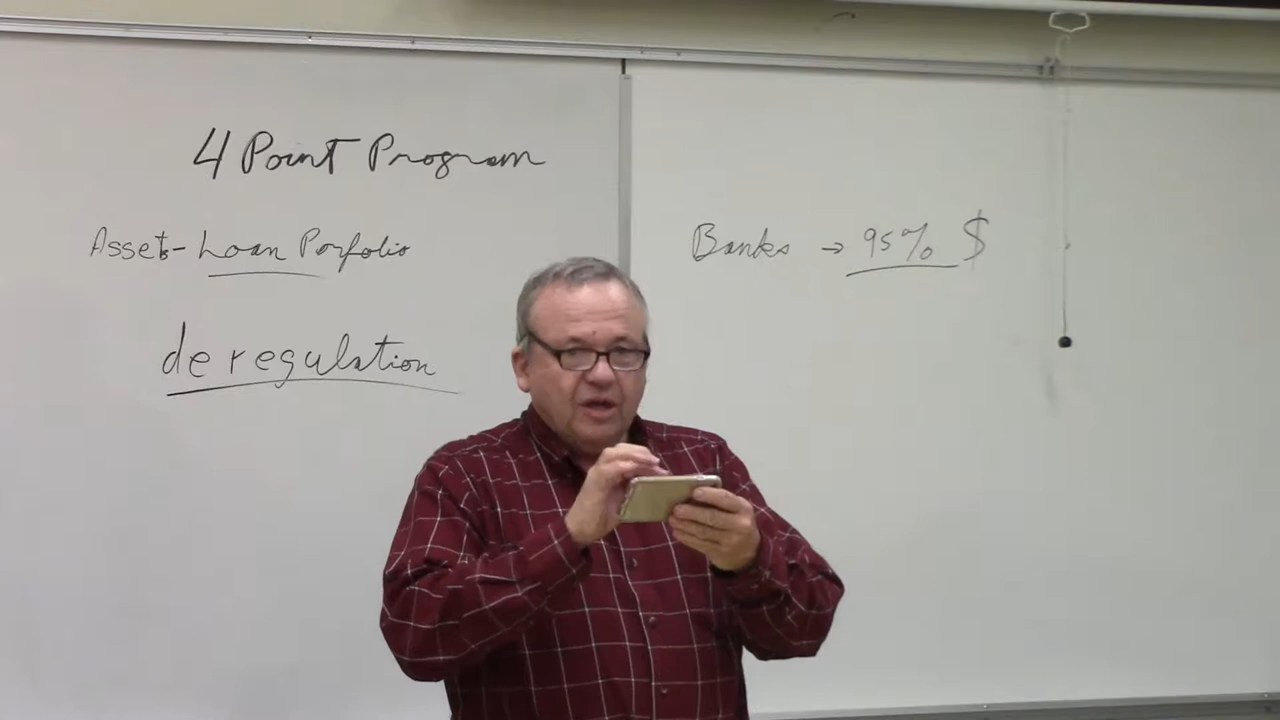 4 Point Program
Assets-Loan Porfolio
deregulation
Banks → 95% $